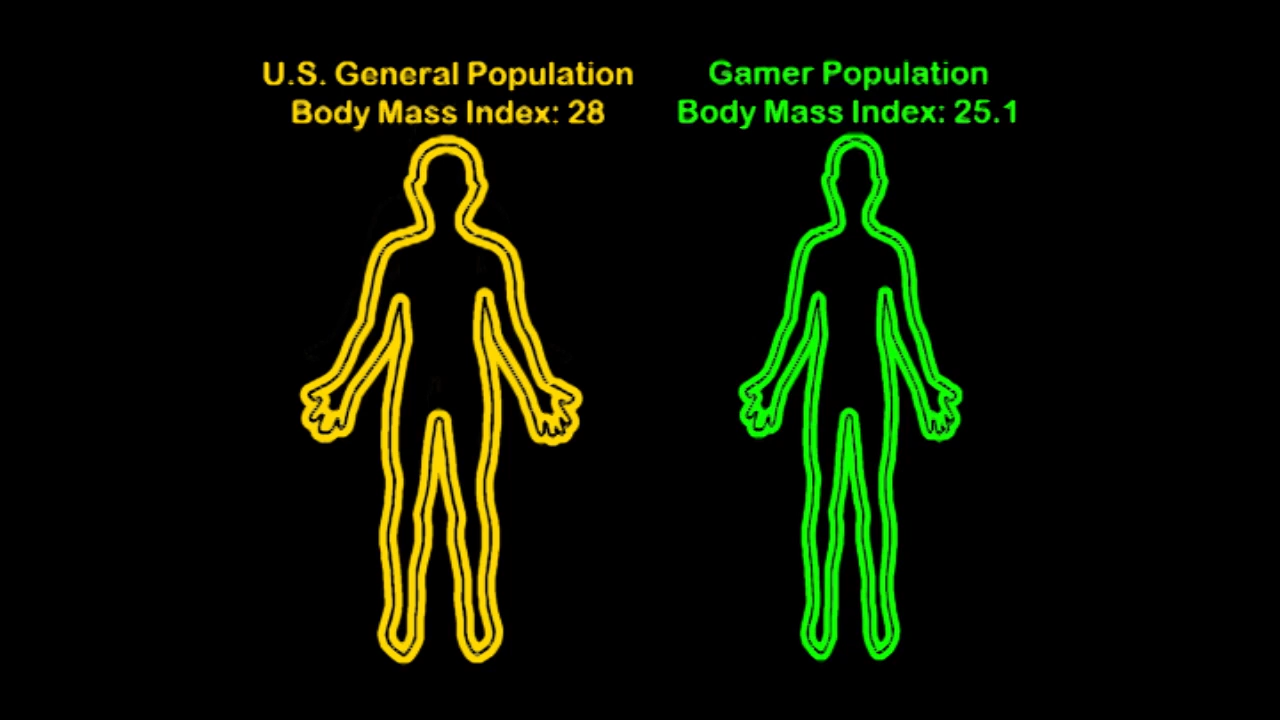 U.S. General Population
Body Mass Index: 28
Gamer Population
Body Mass Index: 25.1